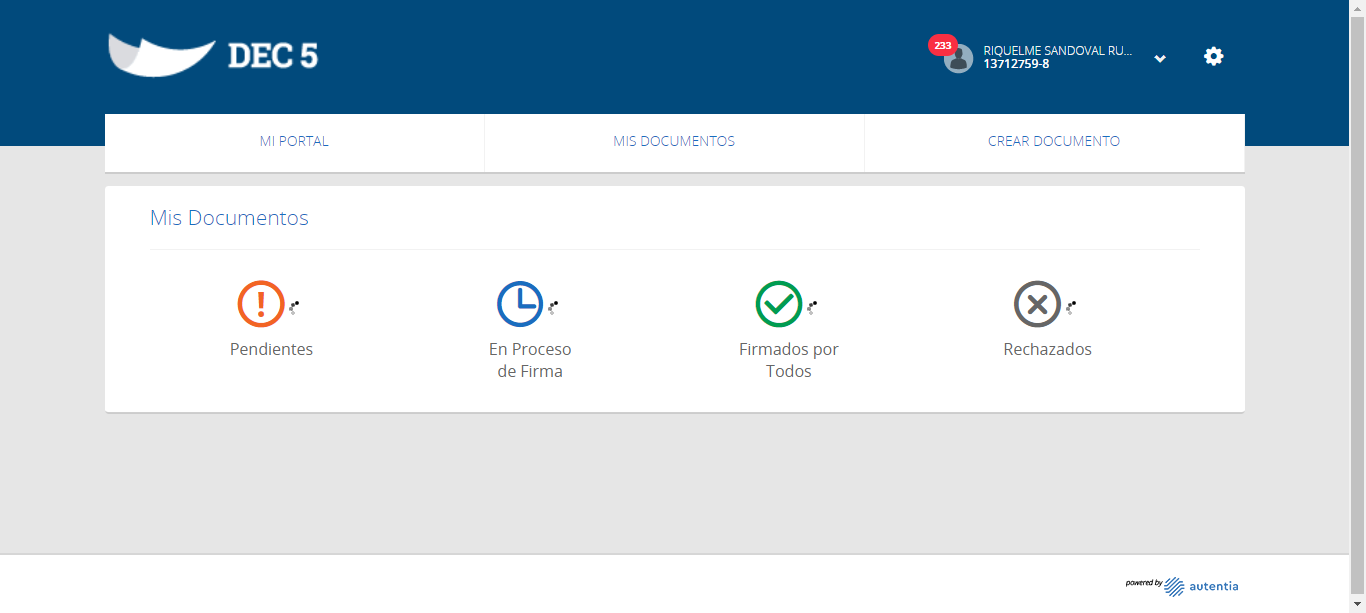 DEC 5
233
RIQUELME SANDOVAL RU...
13712759-8
MI PORTAL
MIS DOCUMENTOS
CREAR DOCUMENTO
Mis Documentos
Pendientes
En Proceso
de Firma
Firmados por
Todos
Rechazados
powered by autentia